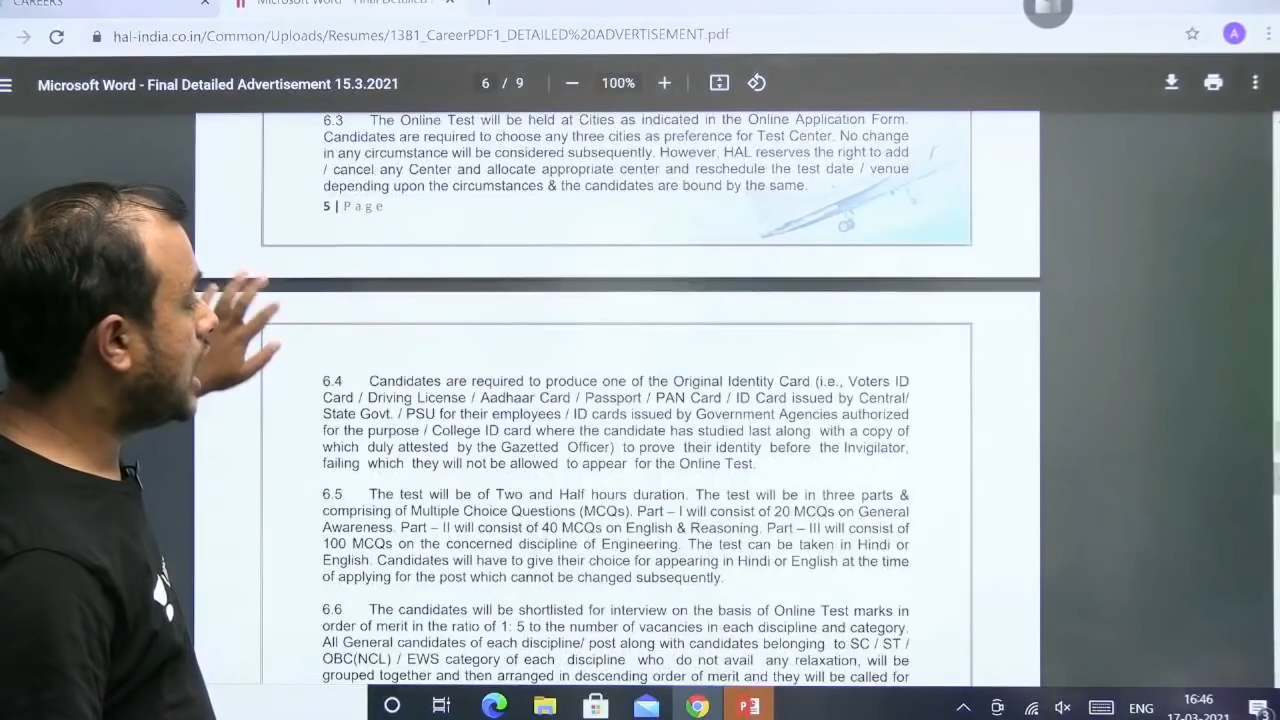 CAREERS
Microsoft Word - Final Detailed
hal-india.co.in/Common/Uploads/Resumes/1381_CareerPDF1_DETAILED%20ADVERTISEMENT.pdf
A
Microsoft Word - Final Detailed Advertisement 15.3.2021
6 / 9
100%
6.3 The Online Test will be held at Cities as indicated in the Online Application Form.
Candidates are required to choose any three cities as preference for Test Center. No change
in any circumstance will be considered subsequently. However, HAL reserves the right to add
/ cancel any Center and allocate appropriate center and reschedule the test date / venue
depending upon the circumstances & the candidates are bound by the same.
5 | P a g e
6.4 Candidates are required to produce one of the Original Identity Card (i.e., Voters ID
Card / Driving License / Aadhaar Card / Passport / PAN Card / ID Card issued by Central/
State Govt. / PSU for their employees / ID cards issued by Government Agencies authorized
for the purpose / College ID card where the candidate has studied last along with a copy of
which duly attested by the Gazetted Officer) to prove their identity before the Invigilator,
failing which they will not be allowed to appear for the Online Test.
6.5 The test will be of Two and Half hours duration. The test will be in three parts &
comprising of Multiple Choice Questions (MCQs). Part – I will consist of 20 MCQs on General
Awareness. Part – II will consist of 40 MCQs on English & Reasoning. Part – III will consist of
100 MCQs on the concerned discipline of Engineering. The test can be taken in Hindi or
English. Candidates will have to give their choice for appearing in Hindi or English at the time
of applying for the post which cannot be changed subsequently.
6.6 The candidates will be shortlisted for interview on the basis of Online Test marks in
order of merit in the ratio of 1: 5 to the number of vacancies in each discipline and category.
All General candidates of each discipline/ post along with candidates belonging to SC / ST /
OBC(NCL) / EWS category of each discipline who do not avail any relaxation, will be
grouped together and then arranged in descending order of merit and they will be called for
ENG
16:46
17-03-2021